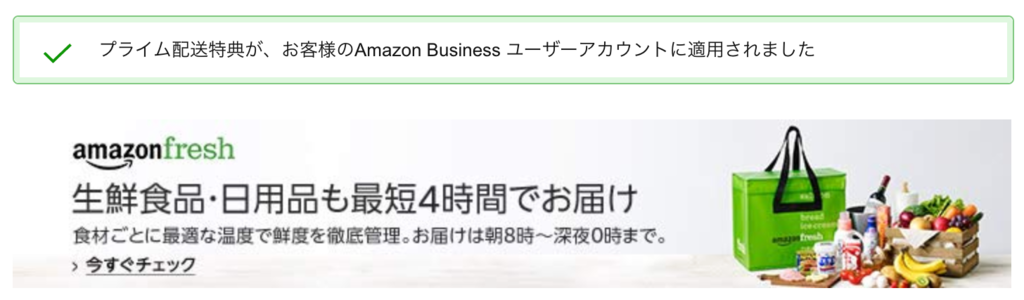 プライム配送特典が、お客様のAmazon Business ユーザーアカウントに適用されました
amazonfresh
生鮮食品・日用品も最短4時間でお届け
食材ごとに最適な温度で鮮度を徹底管理。お届けは朝8時～深夜0時まで。
› 今すぐチェック
bread
fresh